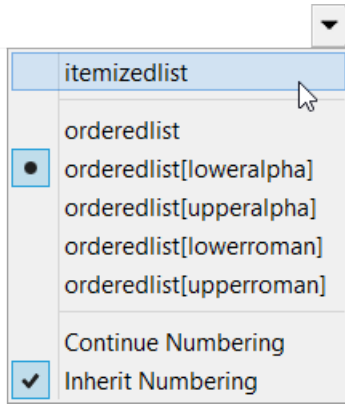 itemizedlist
orderedlist
orderedlist[loweralpha]
orderedlist[upperalpha]
orderedlist[lowerroman]
orderedlist[upperroman]
Continue Numbering
Inherit Numbering